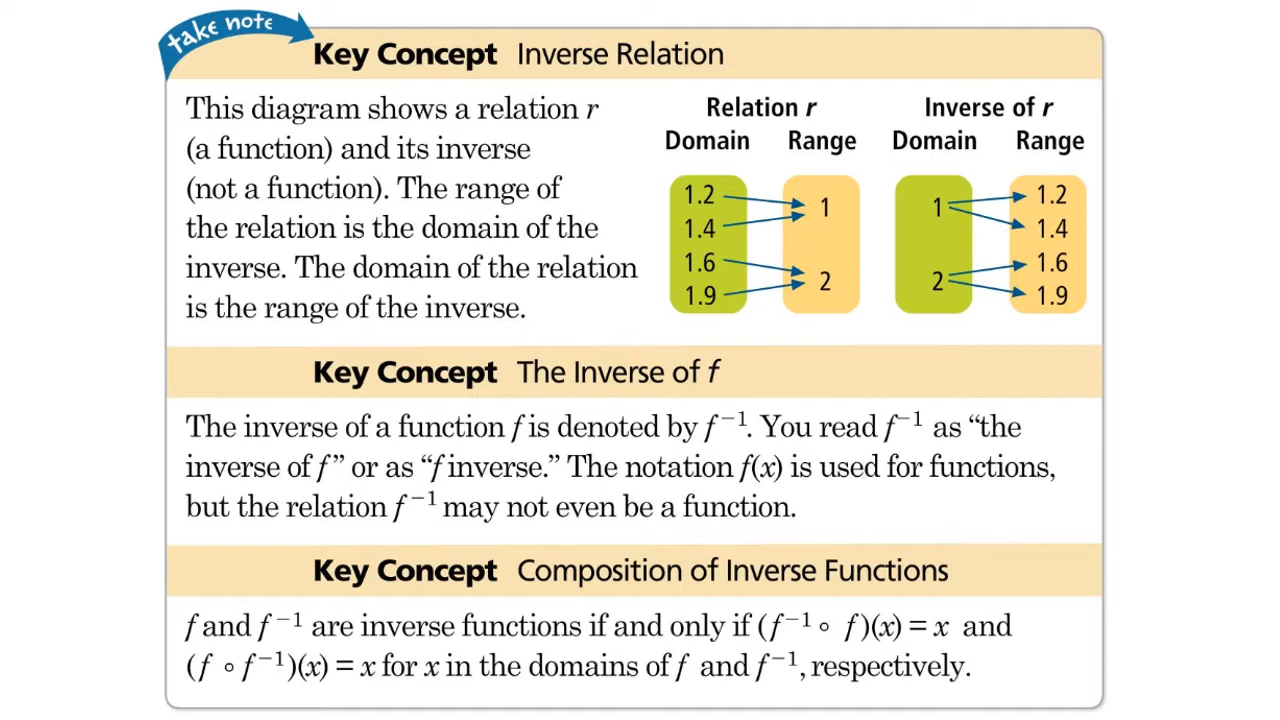 take note
Key Concept Inverse Relation
This diagram shows a relation r
(a function) and its inverse
(not a function). The range of
the relation is the domain of the
inverse. The domain of the relation
is the range of the inverse.
Relation r
Domain Range
1.2
1.4
1.6
1.9
1
2
Inverse of r
Domain Range
1
2
1.2
1.4
1.6
1.9
Key Concept The Inverse of f
The inverse of a function f is denoted by f⁻¹. You read f⁻¹ as “the
inverse of f” or as “f inverse.” The notation f(x) is used for functions,
but the relation f⁻¹ may not even be a function.
Key Concept Composition of Inverse Functions
f and f⁻¹ are inverse functions if and only if (f⁻¹ ∘ f)(x) = x and
(f ∘ f⁻¹)(x) = x for x in the domains of f and f⁻¹, respectively.